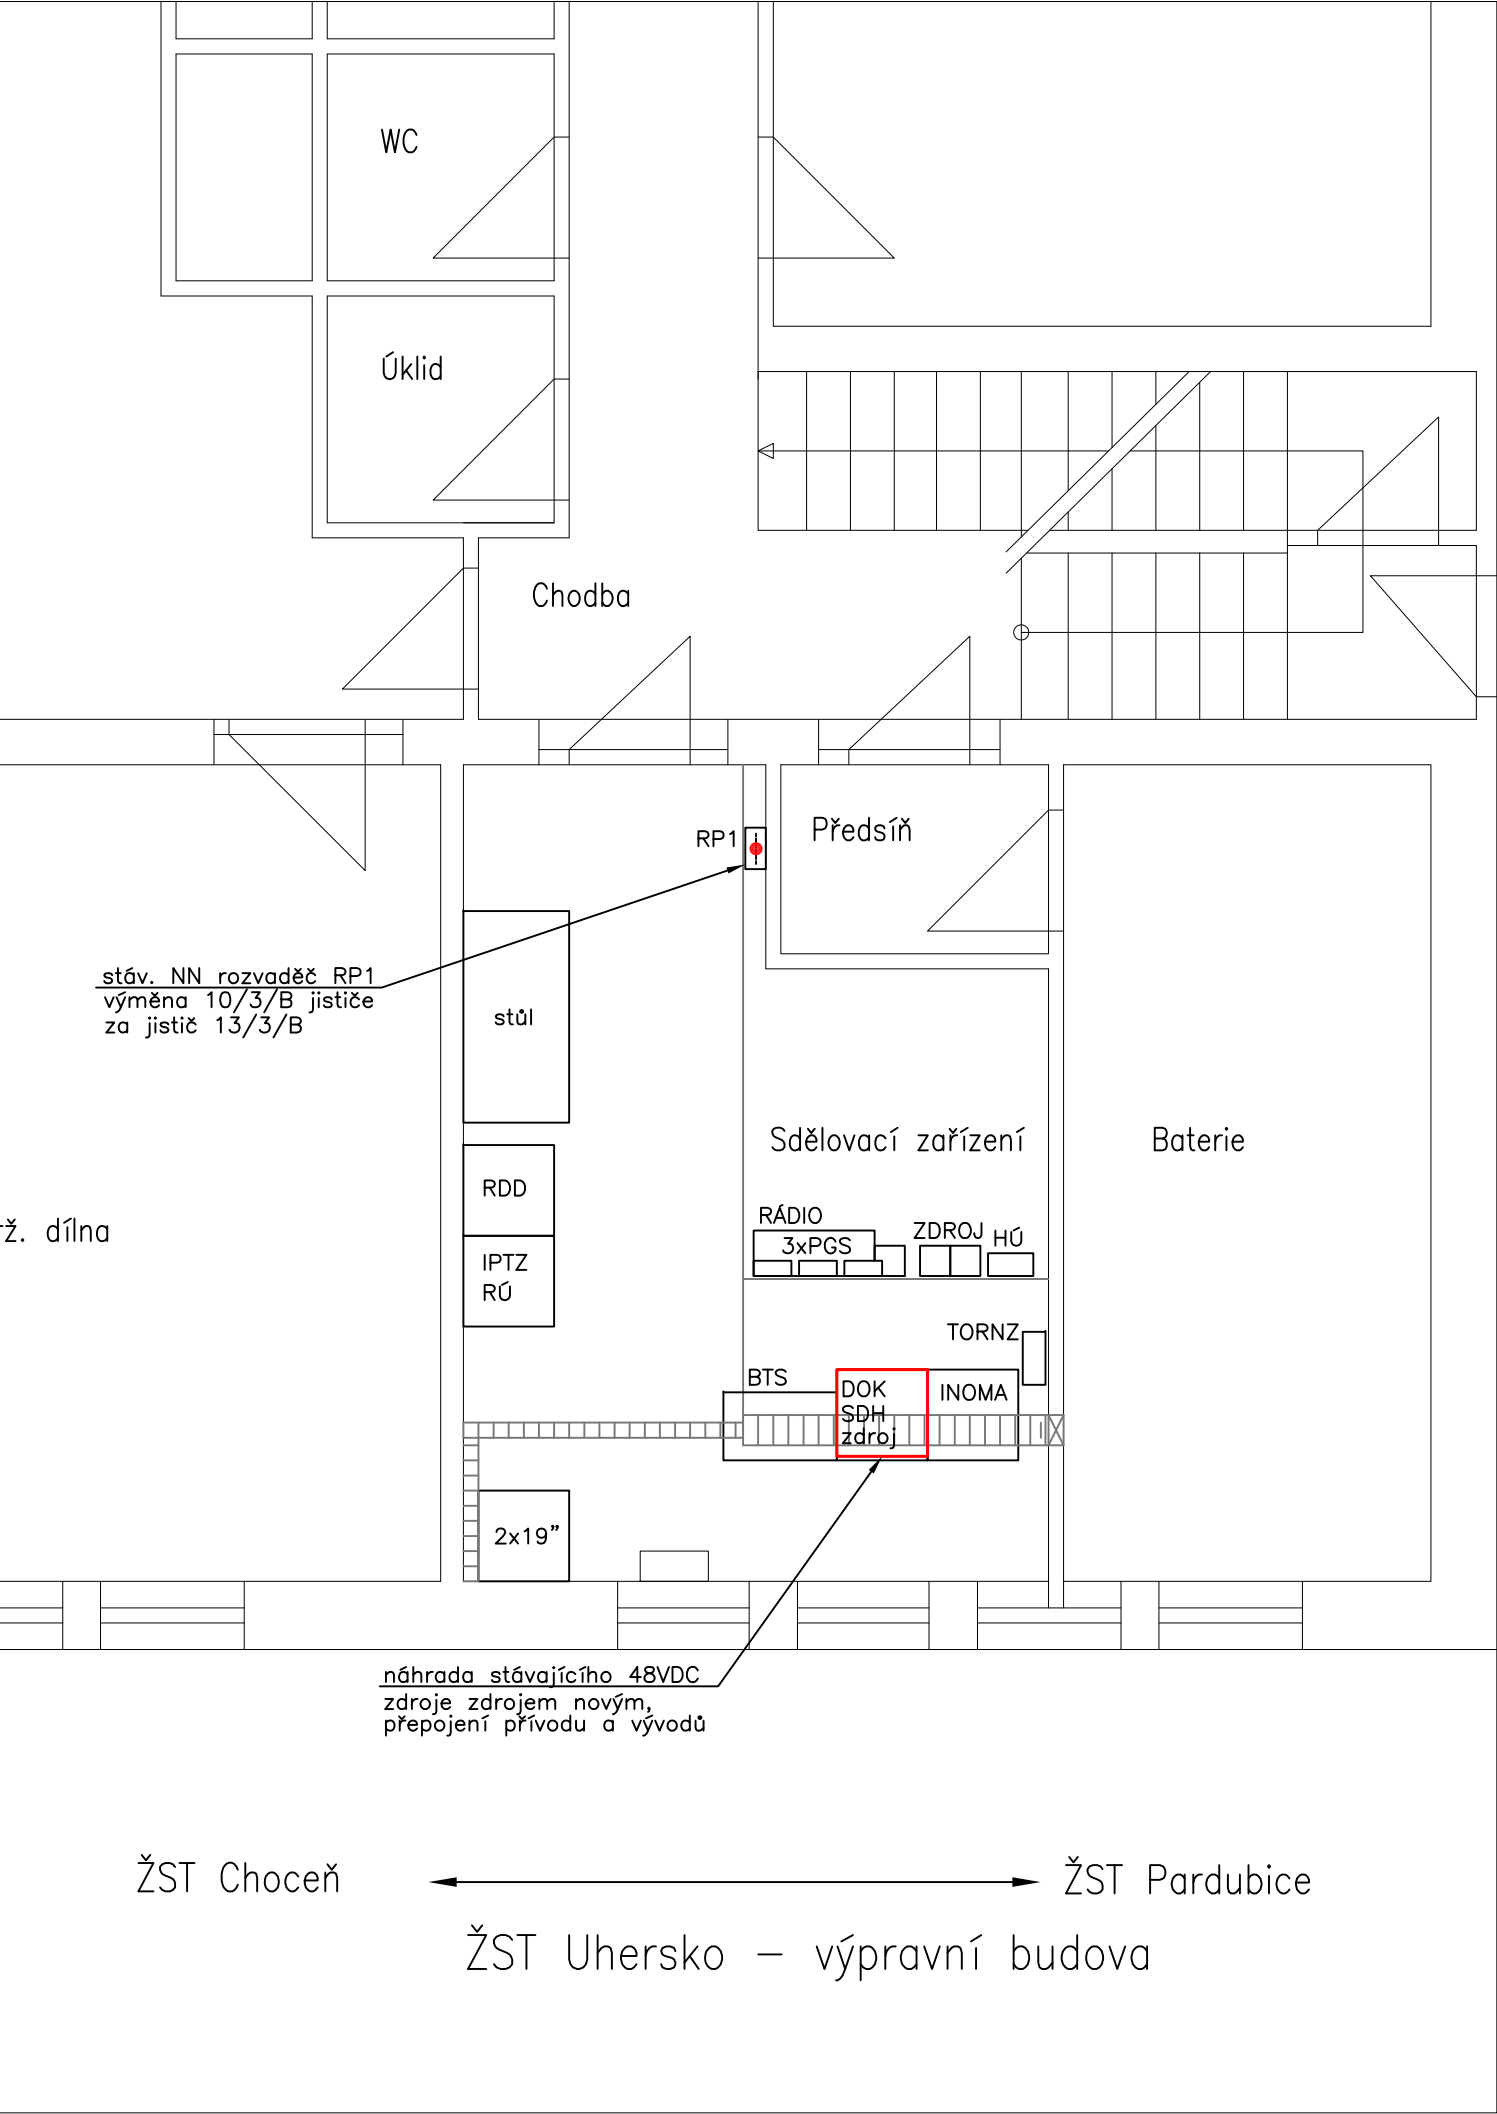 WC
Úklid
Chodba
RP1
Předsíň
stáv. NN rozvaděč RP1
výměna 10/3/B jističe
za jistič 13/3/B
stůl
Sdělovací zařízení
Baterie
RDD
ž. dílna
RÁDIO
3xPGS
ZDROJ
HÚ
IPTZ
RÚ
TORNZ
BTS
DOK
SDH
zdroj
INOMA
2x19”
náhrada stávajícího 48VDC
zdroje zdrojem novým,
přepojení přívodu a vývodů
ŽST Choceň
ŽST Pardubice
ŽST Uhersko – výpravní budova